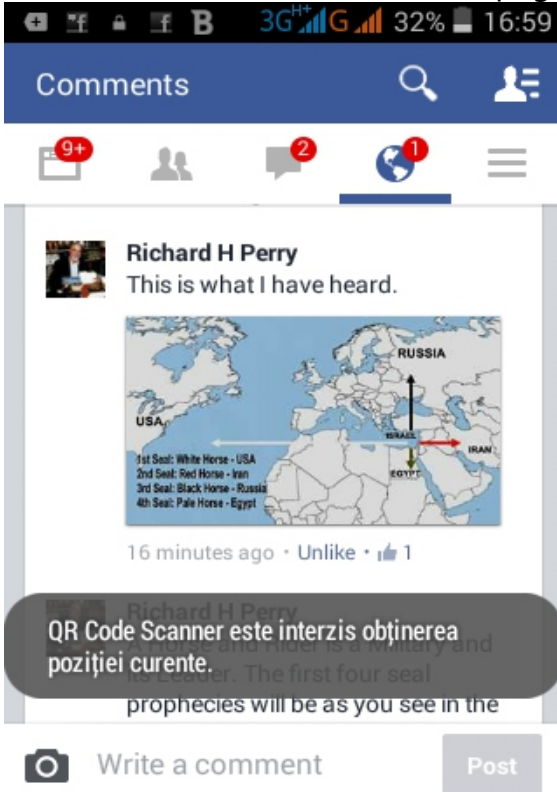 3G H+ G 32% 16:59
Comments
9+ 2 1
Richard H Perry
This is what I have heard.
RUSSIA
USA
ISRAEL
IRAN
EGYPT
1st Seal: White Horse - USA
2nd Seal: Red Horse - Iran
3rd Seal: Black Horse - Russia
4th Seal: Pale Horse - Egypt
16 minutes ago · Unlike · 1
Richard H Perry
QR Code Scanner este interzis obținerea
poziției curente.
A Horse and Rider is a Military and
its Leader. The first four seal
prophecies will be as you see in the
Write a comment
Post